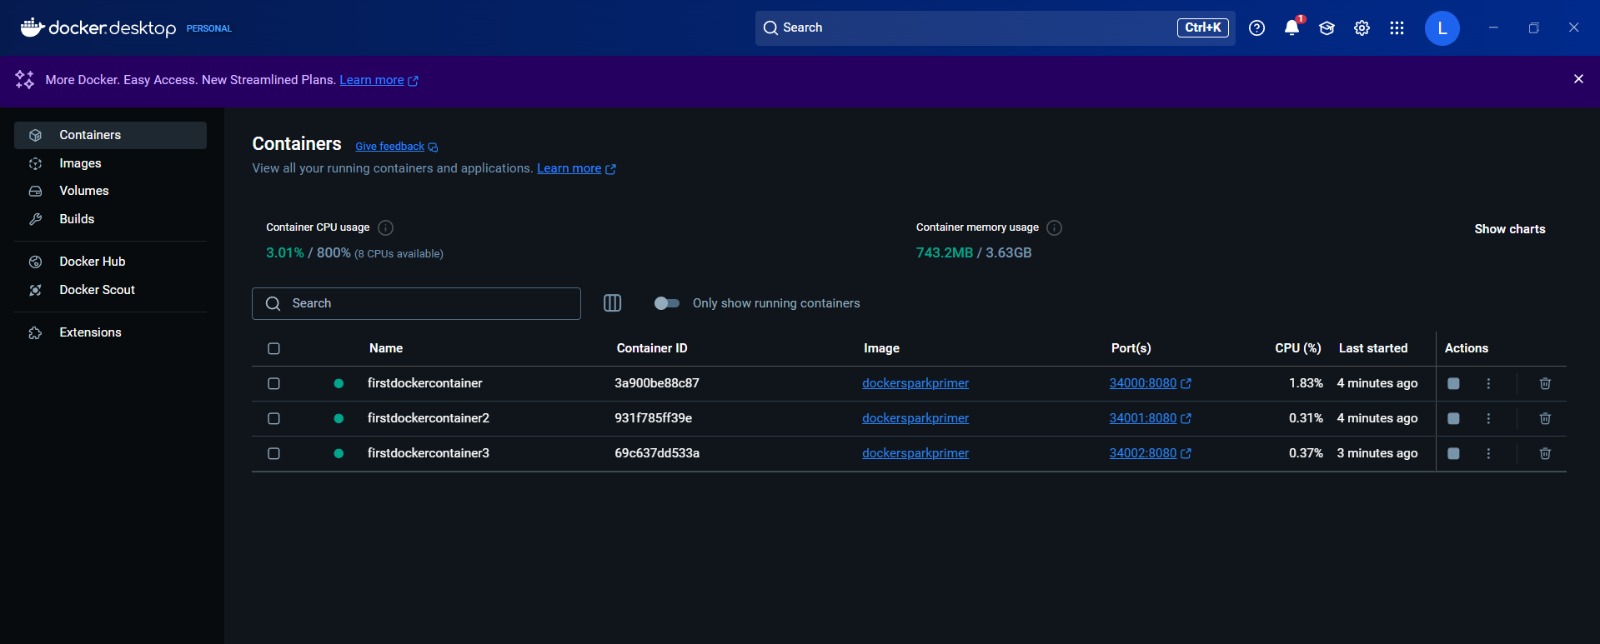 docker.desktop PERSONAL Search Ctrl+K 1 L
More Docker. Easy Access. New Streamlined Plans. Learn more
Containers
Images
Volumes
Builds
Docker Hub
Docker Scout
Extensions
Containers Give feedback
View all your running containers and applications. Learn more
Container CPU usage
3.01% / 800% (8 CPUs available)
Container memory usage
743.2MB / 3.63GB
Show charts
Search
Only show running containers
Name Container ID Image Port(s) CPU (%) Last started Actions
firstdockercontainer 3a900be88c87 dockersparkprimer 34000:8080 1.83% 4 minutes ago
firstdockercontainer2 931f785ff39e dockersparkprimer 34001:8080 0.31% 4 minutes ago
firstdockercontainer3 69c637dd533a dockersparkprimer 34002:8080 0.37% 3 minutes ago